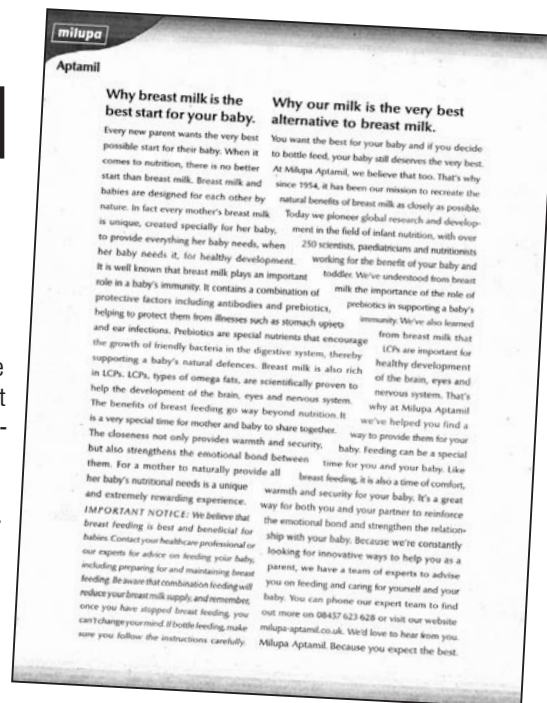 milupa
Aptamil
Why breast milk is the
best start for your baby.
Every new parent wants the very best
possible start for their baby. When it
comes to nutrition, there is no better
start than breast milk. Breast milk and
babies are designed for each other by
nature. In fact every mother's breast milk
is unique, created specially for her baby,
to provide everything her baby needs, when
her baby needs it, for healthy development.
It is well known that breast milk plays an important
role in a baby's immunity. It contains a combination of
protective factors including antibodies and prebiotics,
helping to protect them from illnesses such as stomach upsets
and ear infections. Prebiotics are special nutrients that encourage
the growth of friendly bacteria in the digestive system, thereby
supporting a baby's natural defences. Breast milk is also rich
in LCPs. LCPs, types of omega fats, are scientifically proven to
help the development of the brain, eyes and nervous system.
The benefits of breast feeding go way beyond nutrition. It
is a very special time for mother and baby to share together.
The closeness not only provides warmth and security,
but also strengthens the emotional bond between
them. For a mother to naturally provide all
her baby's nutritional needs is a unique
and extremely rewarding experience.
IMPORTANT NOTICE: We believe that
breast feeding is best and beneficial for
babies. Contact your healthcare professional or
our experts for advice on feeding your baby,
including preparing for and maintaining breast
feeding. Be aware that combination feeding will
reduce your breast milk supply, and remember,
once you have stopped breast feeding, you
can't change your mind. If bottle feeding, make
sure you follow the instructions carefully.
Why our milk is the very best
alternative to breast milk.
You want the best for your baby and if you decide
to bottle feed, your baby still deserves the very best.
At Milupa Aptamil, we believe that too. That's why
since 1954, it has been our mission to recreate the
natural benefits of breast milk as closely as possible.
Today we pioneer global research and develop-
ment in the field of infant nutrition, with over
250 scientists, paediatricians and nutritionists
working for the benefit of your baby and
toddler. We've understood from breast
milk the importance of the role of
prebiotics in supporting a baby's
immunity. We've also learned
from breast milk that
LCPs are important for
healthy development
of the brain, eyes and
nervous system. That's
why at Milupa Aptamil
we've helped you find a
way to provide them for your
baby. Feeding can be a special
time for you and your baby. Like
breast feeding, it is also a time of comfort,
warmth and security for your baby. It's a great
way for both you and your partner to reinforce
the emotional bond and strengthen the relation-
ship with your baby. Because we're constantly
looking for innovative ways to help you as a
parent, we have a team of experts to advise
you on feeding and caring for yourself and your
baby. You can phone our expert team to find
out more on 08457 623 628 or visit our website
milupa-aptamil.co.uk. We'd love to hear from you.
Milupa Aptamil. Because you expect the best.